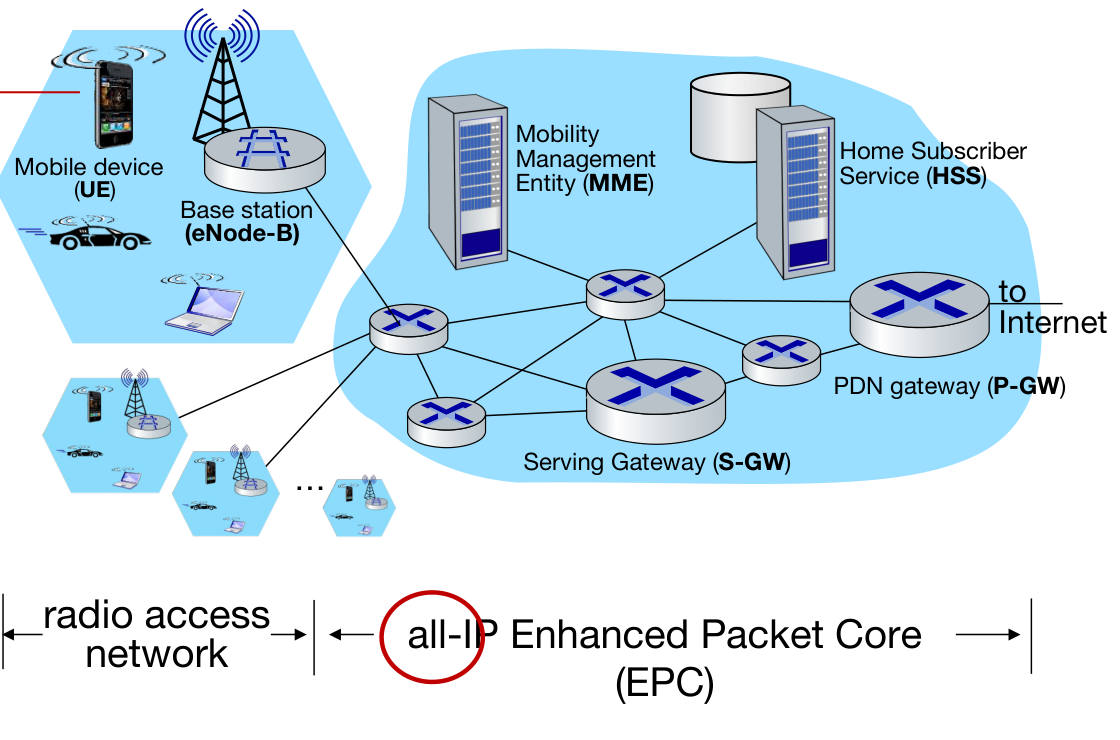 Mobile device
(UE)
Base station
(eNode-B)
Mobility
Management
Entity (MME)
Home Subscriber
Service (HSS)
to
Internet
PDN gateway (P-GW)
Serving Gateway (S-GW)
...
radio access
network
all-IP Enhanced Packet Core
(EPC)